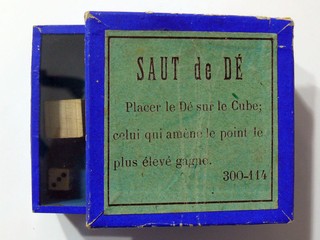 SAUT de DÉ
Placer le Dé sur le Cube;
celui qui amène le point le
plus élevé gagne.
300-114